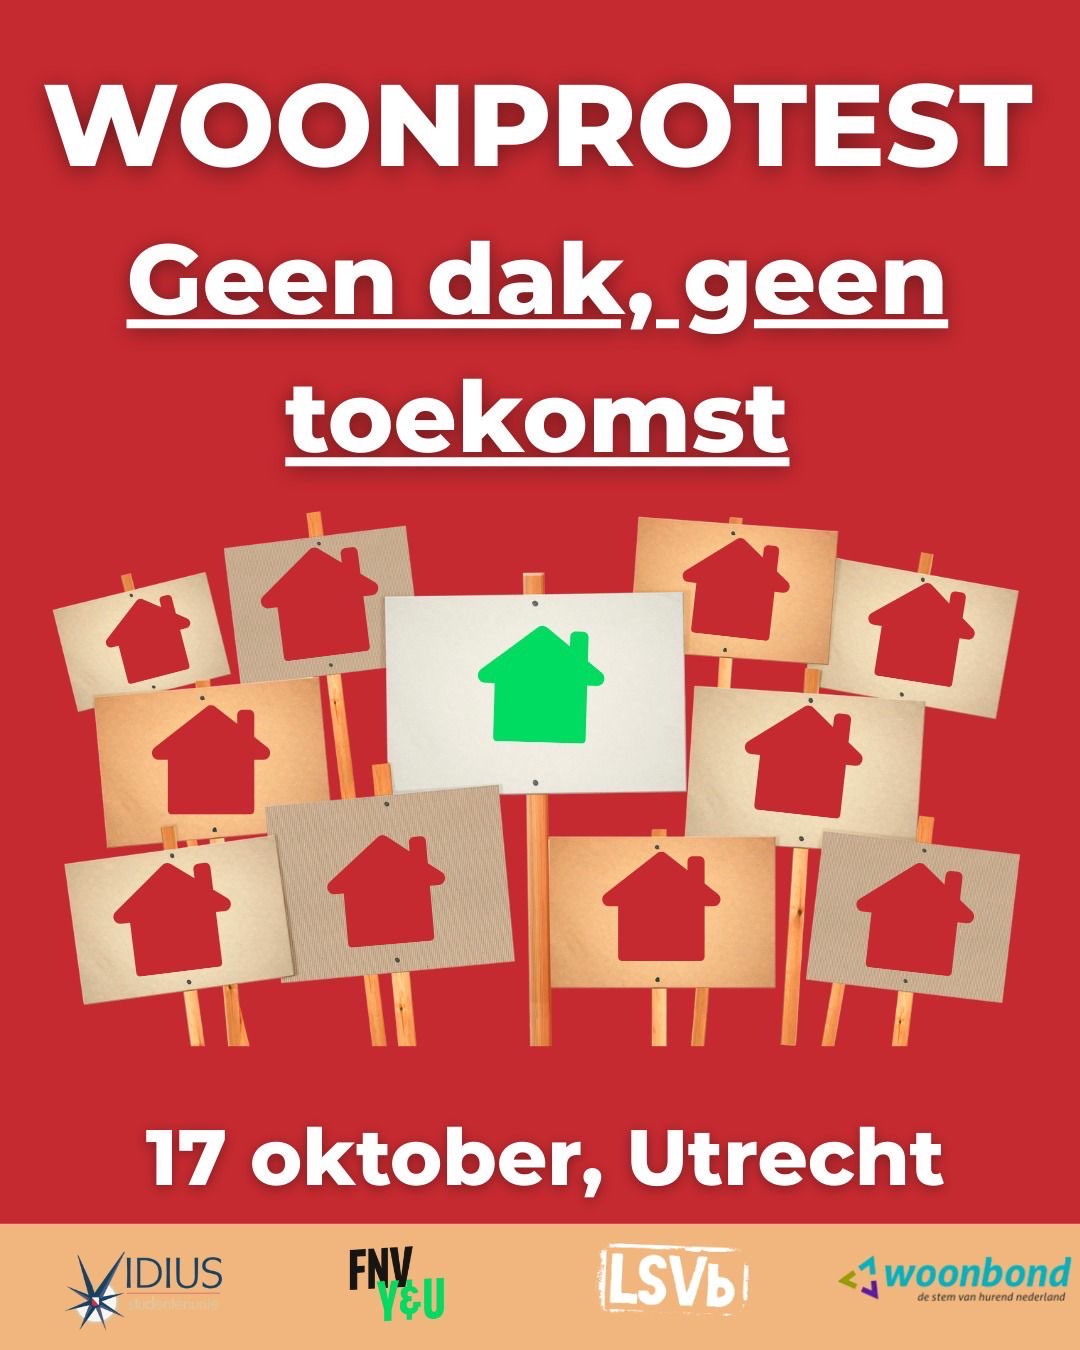 WOONPROTEST
Geen dak, geen
toekomst
17 oktober, Utrecht
VIDIUS
studentenunie
FNV
Y&U
LSVb
woonbond
de stem van hurend nederland